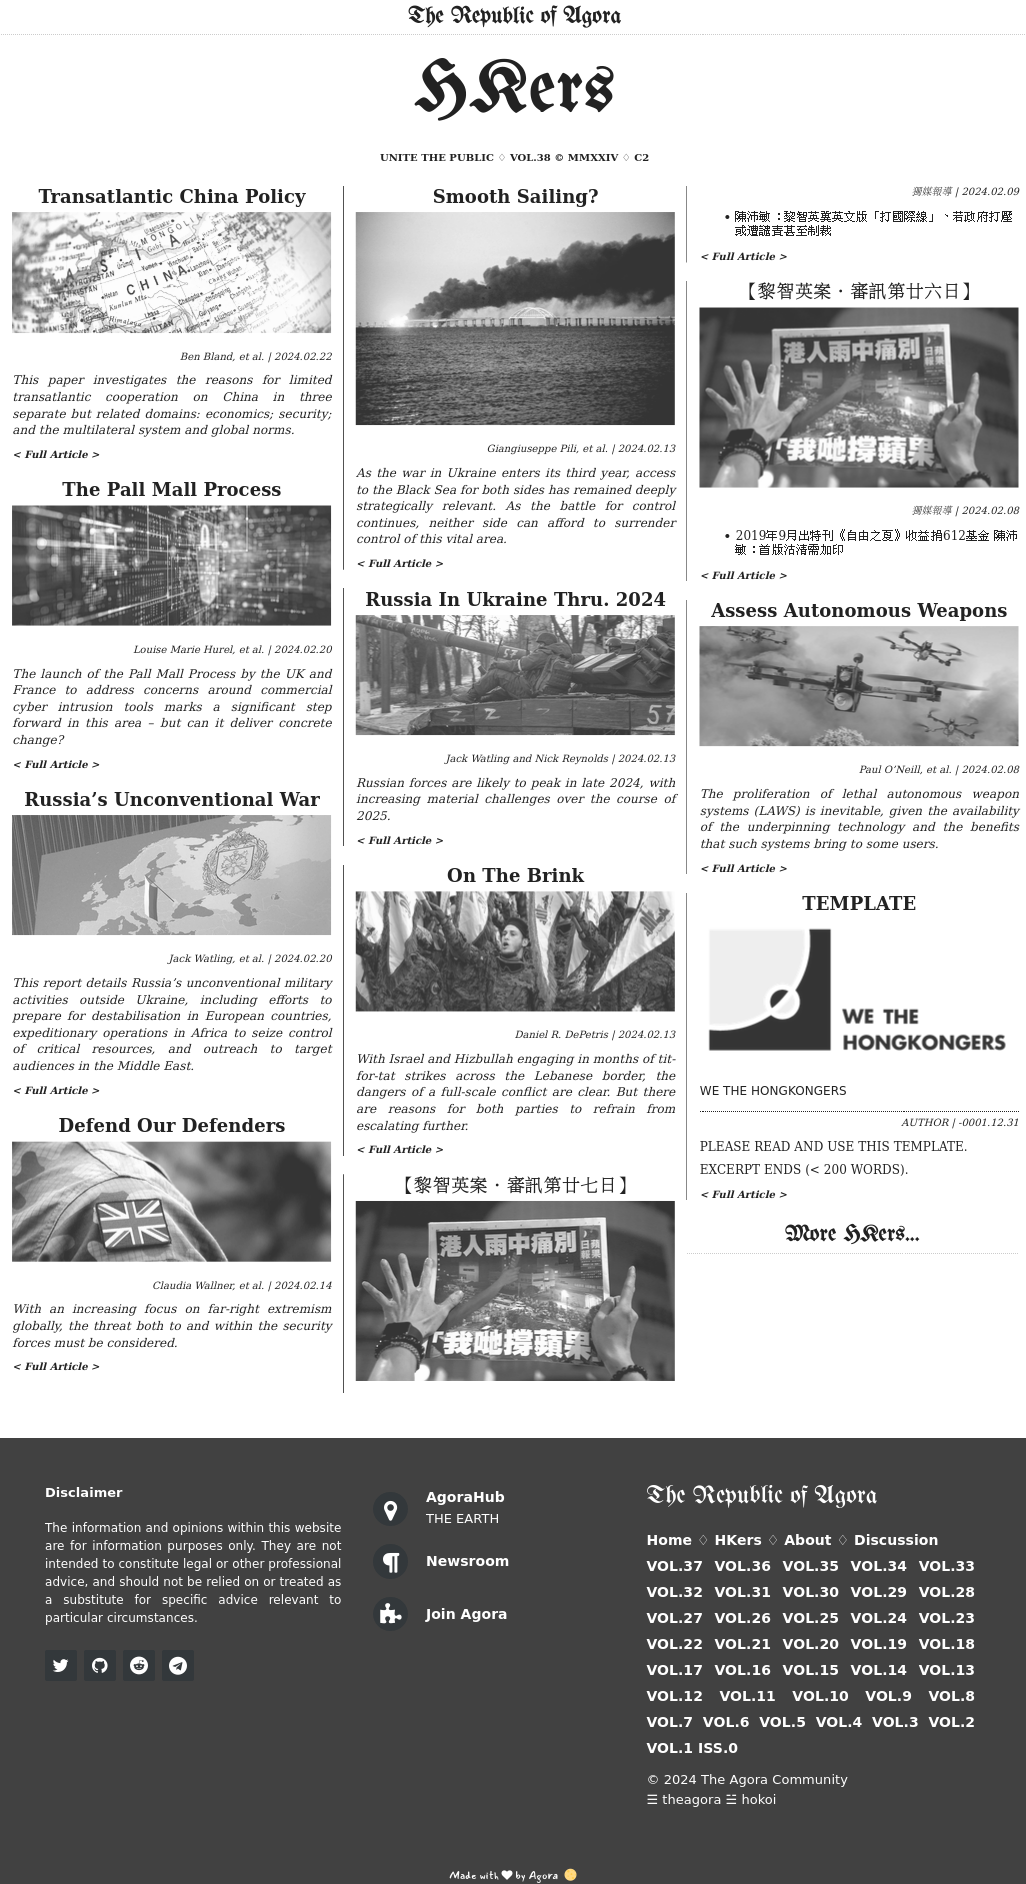 The Republic of Agora
HKers
UNITE THE PUBLIC ♢ VOL.38 © MMXXIV ♢ C2
Transatlantic China Policy
ASIA
MONGOL
CHINA
Ben Bland, et al. | 2024.02.22
This paper investigates the reasons for limited
transatlantic cooperation on China in three
separate but related domains: economics; security;
and the multilateral system and global norms.
< Full Article >
The Pall Mall Process
Louise Marie Hurel, et al. | 2024.02.20
The launch of the Pall Mall Process by the UK and
France to address concerns around commercial
cyber intrusion tools marks a significant step
forward in this area – but can it deliver concrete
change?
< Full Article >
Russia’s Unconventional War
Jack Watling, et al. | 2024.02.20
This report details Russia’s unconventional military
activities outside Ukraine, including efforts to
prepare for destabilisation in European countries,
expeditionary operations in Africa to seize control
of critical resources, and outreach to target
audiences in the Middle East.
< Full Article >
Defend Our Defenders
Claudia Wallner, et al. | 2024.02.14
With an increasing focus on far-right extremism
globally, the threat both to and within the security
forces must be considered.
< Full Article >
Smooth Sailing?
Giangiuseppe Pili, et al. | 2024.02.13
As the war in Ukraine enters its third year, access
to the Black Sea for both sides has remained deeply
strategically relevant. As the battle for control
continues, neither side can afford to surrender
control of this vital area.
< Full Article >
Russia In Ukraine Thru. 2024
Z Z 57
Jack Watling and Nick Reynolds | 2024.02.13
Russian forces are likely to peak in late 2024, with
increasing material challenges over the course of
2025.
< Full Article >
On The Brink
Daniel R. DePetris | 2024.02.13
With Israel and Hizbullah engaging in months of tit-
for-tat strikes across the Lebanese border, the
dangers of a full-scale conflict are clear. But there
are reasons for both parties to refrain from
escalating further.
< Full Article >
【黎智英案．審訊第廿七日】
港人雨中痛別
「我哋撐蘋果
獨媒報導 | 2024.02.09
• 陳沛敏：黎智英冀英文版「打國際線」、若政府打壓
或遭譴責甚至制裁
< Full Article >
【黎智英案．審訊第廿六日】
港人雨中痛別
「我哋撐蘋果
獨媒報導 | 2024.02.08
• 2019年9月出特刊《自由之夏》收益捐612基金 陳沛
敏：首版沽清需加印
< Full Article >
Assess Autonomous Weapons
Paul O’Neill, et al. | 2024.02.08
The proliferation of lethal autonomous weapon
systems (LAWS) is inevitable, given the availability
of the underpinning technology and the benefits
that such systems bring to some users.
< Full Article >
TEMPLATE
WE THE
HONGKONGERS
WE THE HONGKONGERS
AUTHOR | -0001.12.31
PLEASE READ AND USE THIS TEMPLATE.
EXCERPT ENDS (< 200 WORDS).
< Full Article >
More HKers...
Disclaimer
The information and opinions within this website
are for information purposes only. They are not
intended to constitute legal or other professional
advice, and should not be relied on or treated as
a substitute for specific advice relevant to
particular circumstances.
AgoraHub
THE EARTH
Newsroom
Join Agora
The Republic of Agora
Home ♢ HKers ♢ About ♢ Discussion
VOL.37 VOL.36 VOL.35 VOL.34 VOL.33
VOL.32 VOL.31 VOL.30 VOL.29 VOL.28
VOL.27 VOL.26 VOL.25 VOL.24 VOL.23
VOL.22 VOL.21 VOL.20 VOL.19 VOL.18
VOL.17 VOL.16 VOL.15 VOL.14 VOL.13
VOL.12 VOL.11 VOL.10 VOL.9 VOL.8
VOL.7 VOL.6 VOL.5 VOL.4 VOL.3 VOL.2
VOL.1 ISS.0
© 2024 The Agora Community
☰ theagora ☱ hokoi
Made with ♥ by Agora